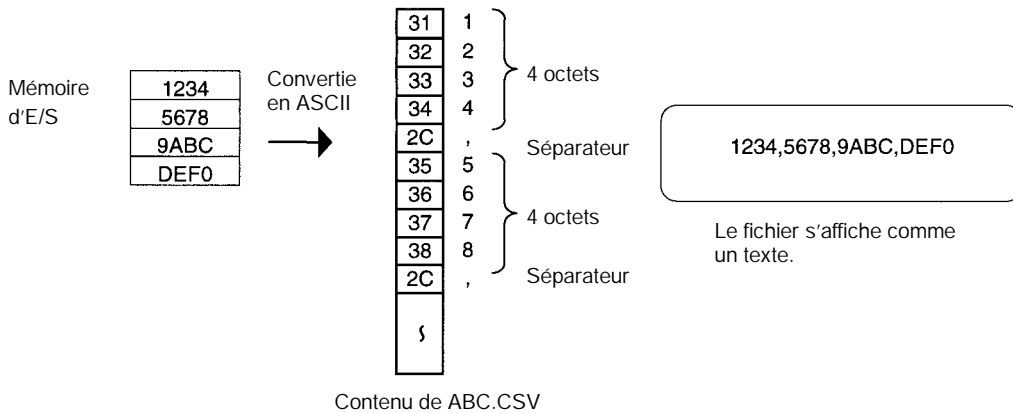 Mémoire
d'E/S
1234
5678
9ABC
DEF0
Convertie
en ASCII
31 1
32 2
33 3
34 4
2C ,
35 5
36 6
37 7
38 8
2C ,
4 octets
Séparateur
4 octets
Séparateur
Contenu de ABC.CSV
1234,5678,9ABC,DEF0
Le fichier s'affiche comme
un texte.